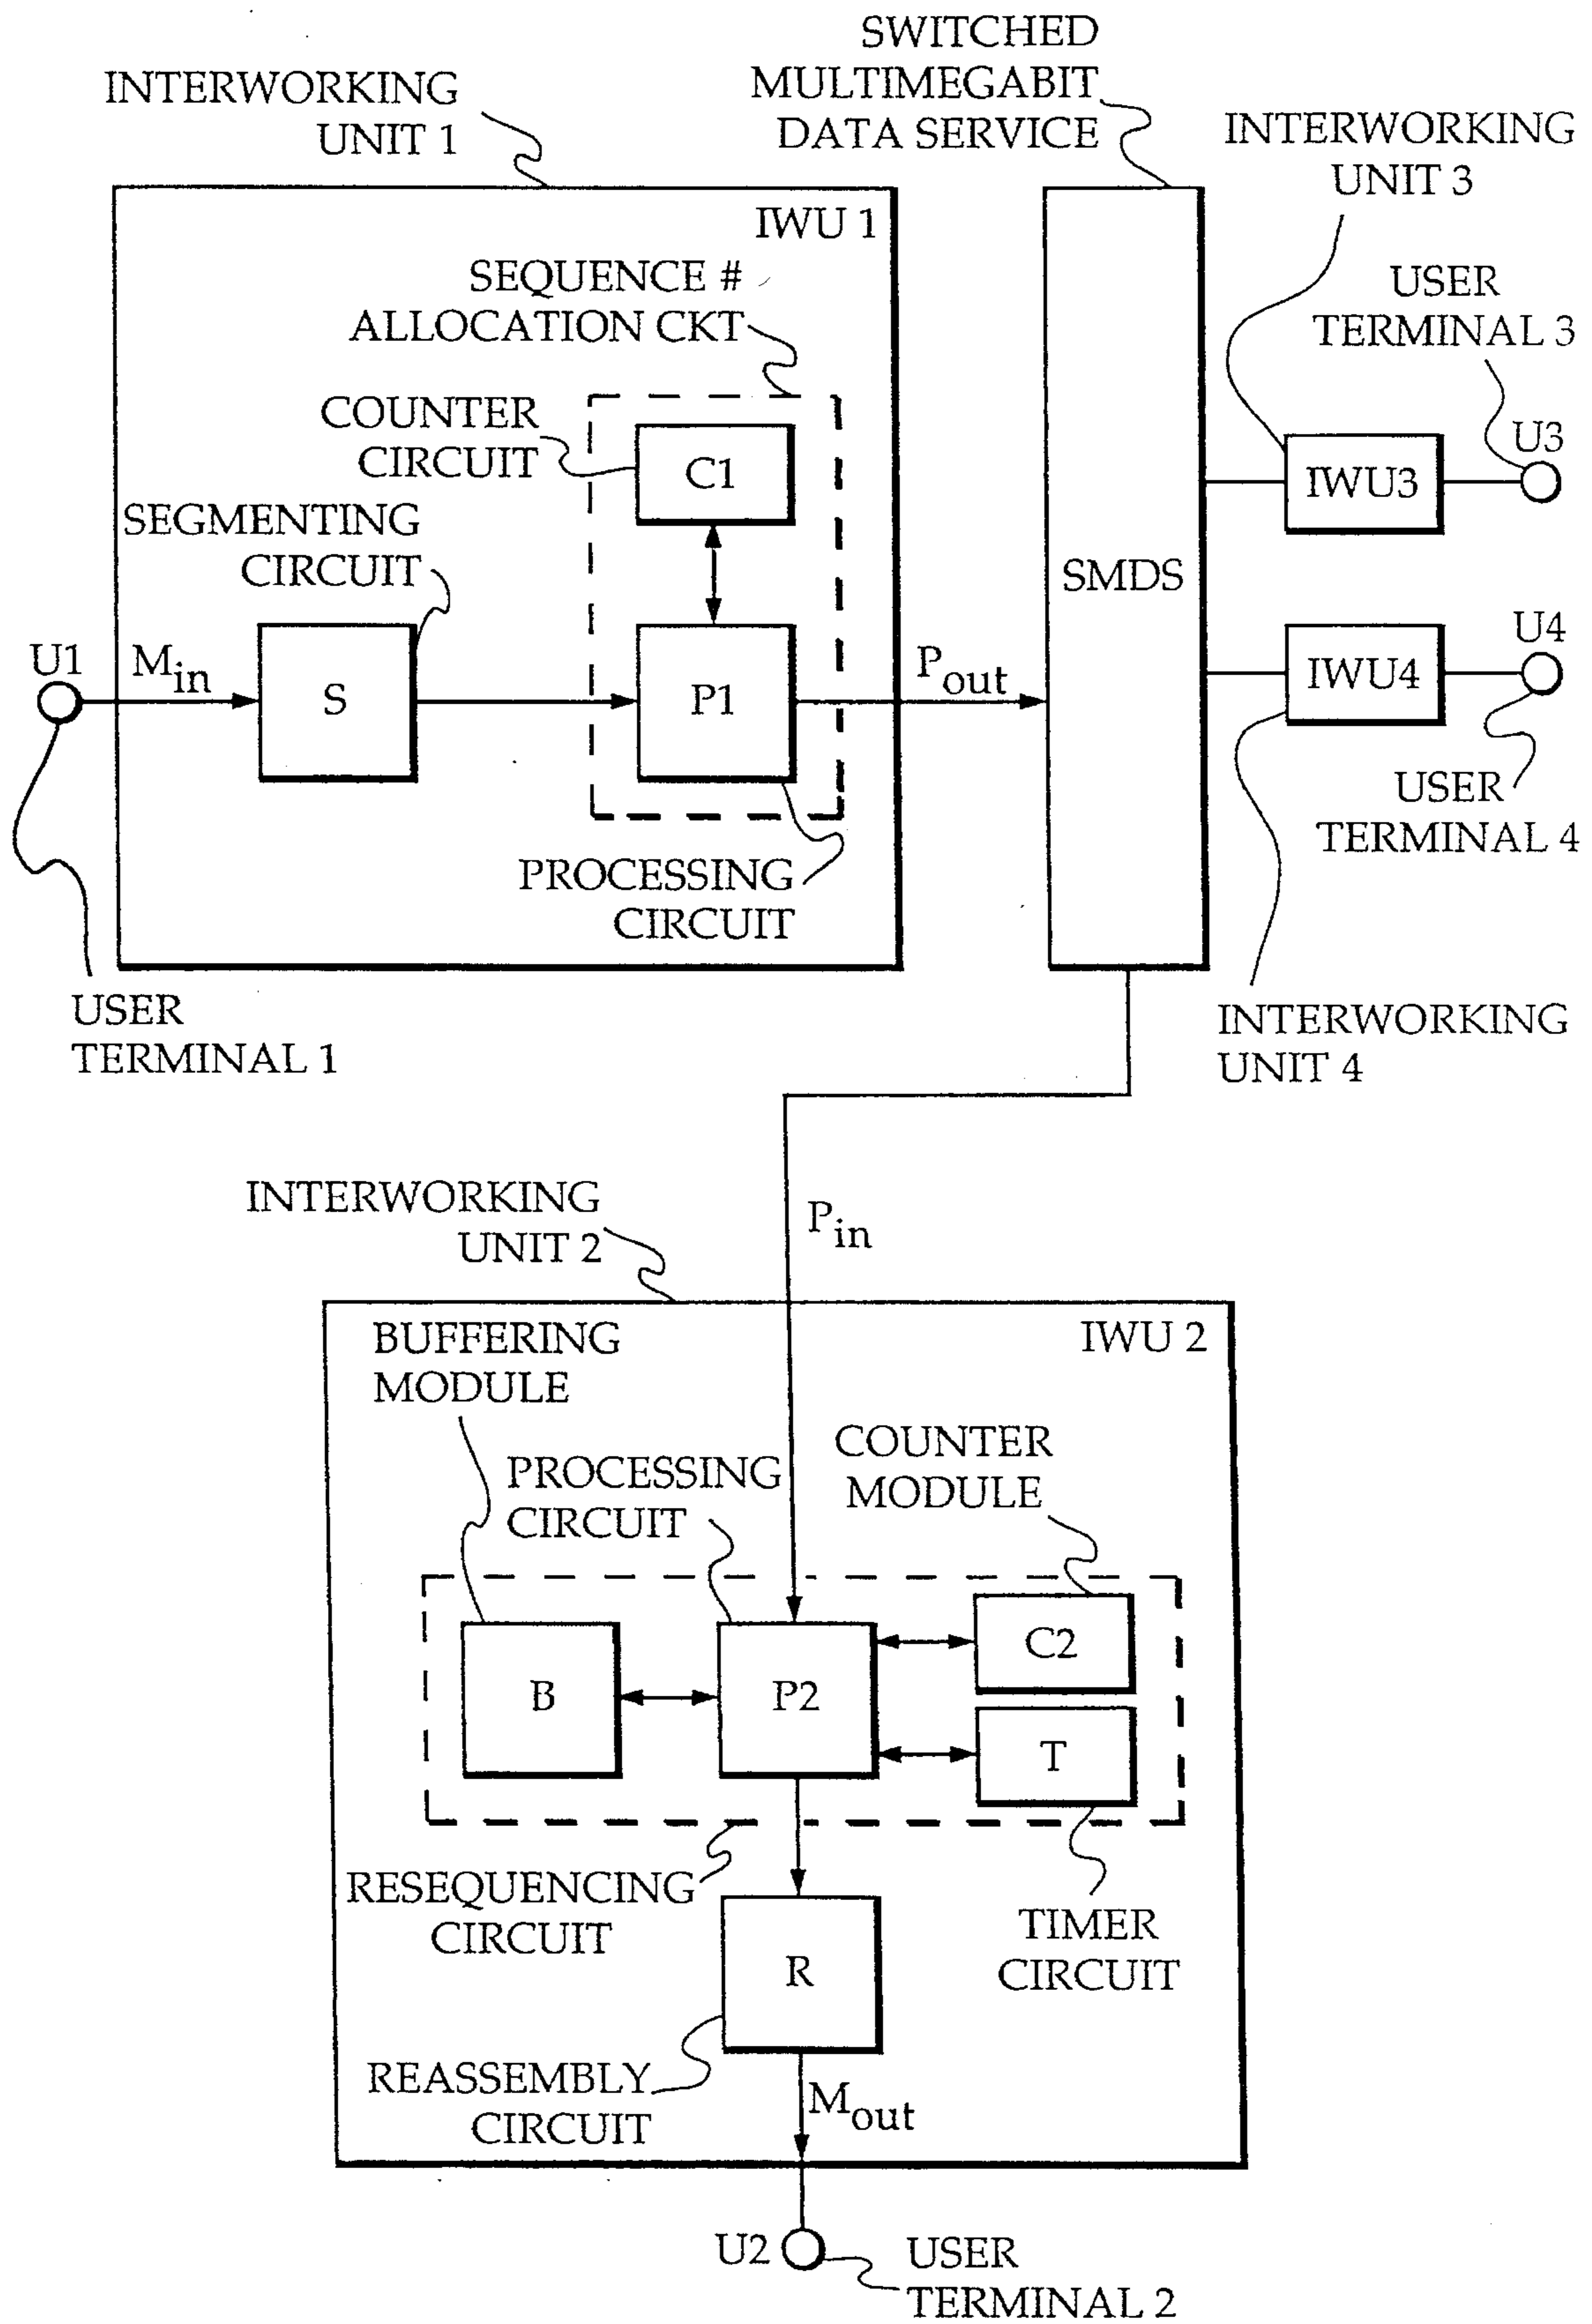 SWITCHED
MULTIMEGABIT
DATA SERVICE
INTERWORKING
UNIT 1
INTERWORKING
UNIT 3
IWU 1
SEQUENCE #
ALLOCATION CKT
USER
TERMINAL 3
COUNTER
CIRCUIT
C1
U3
IWU3
SEGMENTING
CIRCUIT
SMDS
U1
Min
S
P1
Pout
U4
IWU4
USER
TERMINAL 4
PROCESSING
CIRCUIT
USER
TERMINAL 1
INTERWORKING
UNIT 4
INTERWORKING
UNIT 2
Pin
BUFFERING
MODULE
IWU 2
PROCESSING
CIRCUIT
COUNTER
MODULE
B
P2
C2
T
RESEQUENCING
CIRCUIT
TIMER
CIRCUIT
R
REASSEMBLY
CIRCUIT
Mout
U2
USER
TERMINAL 2